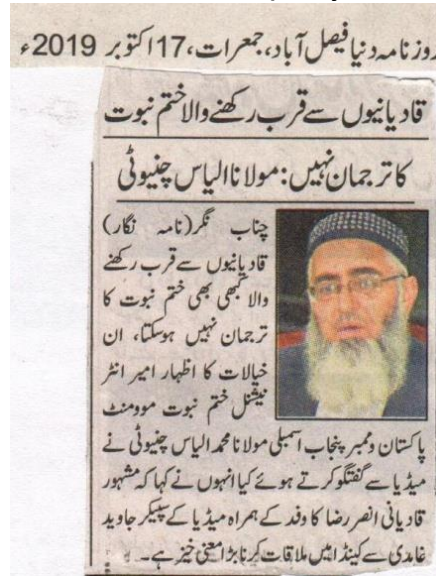 روزنامہ دنیا فیصل آباد، جمعرات، 17 اکتوبر 2019ء
قادیانیوں سے قرب رکھنے والا ختم نبوت
کا ترجمان نہیں: مولانا الیاس چنیوٹی
چناب نگر (نامہ نگار)
قادیانیوں سے قرب رکھنے
والا کبھی بھی ختم نبوت کا
ترجمان نہیں ہوسکتا، ان
خیالات کا اظہار امیر انٹر
نیشنل ختم نبوت موومنٹ
پاکستان وممبر پنجاب اسمبلی مولانا محمد الیاس چنیوٹی نے
میڈیا سے گفتگو کرتے ہوئے کیا انہوں نے کہا کہ مشہور
قادیانی انصر رضا کا وفد کے ہمراہ میڈیا کے سپیکر جاوید
غامدی سے کینڈا میں ملاقات کرنا بڑا معنی خیز ہے۔